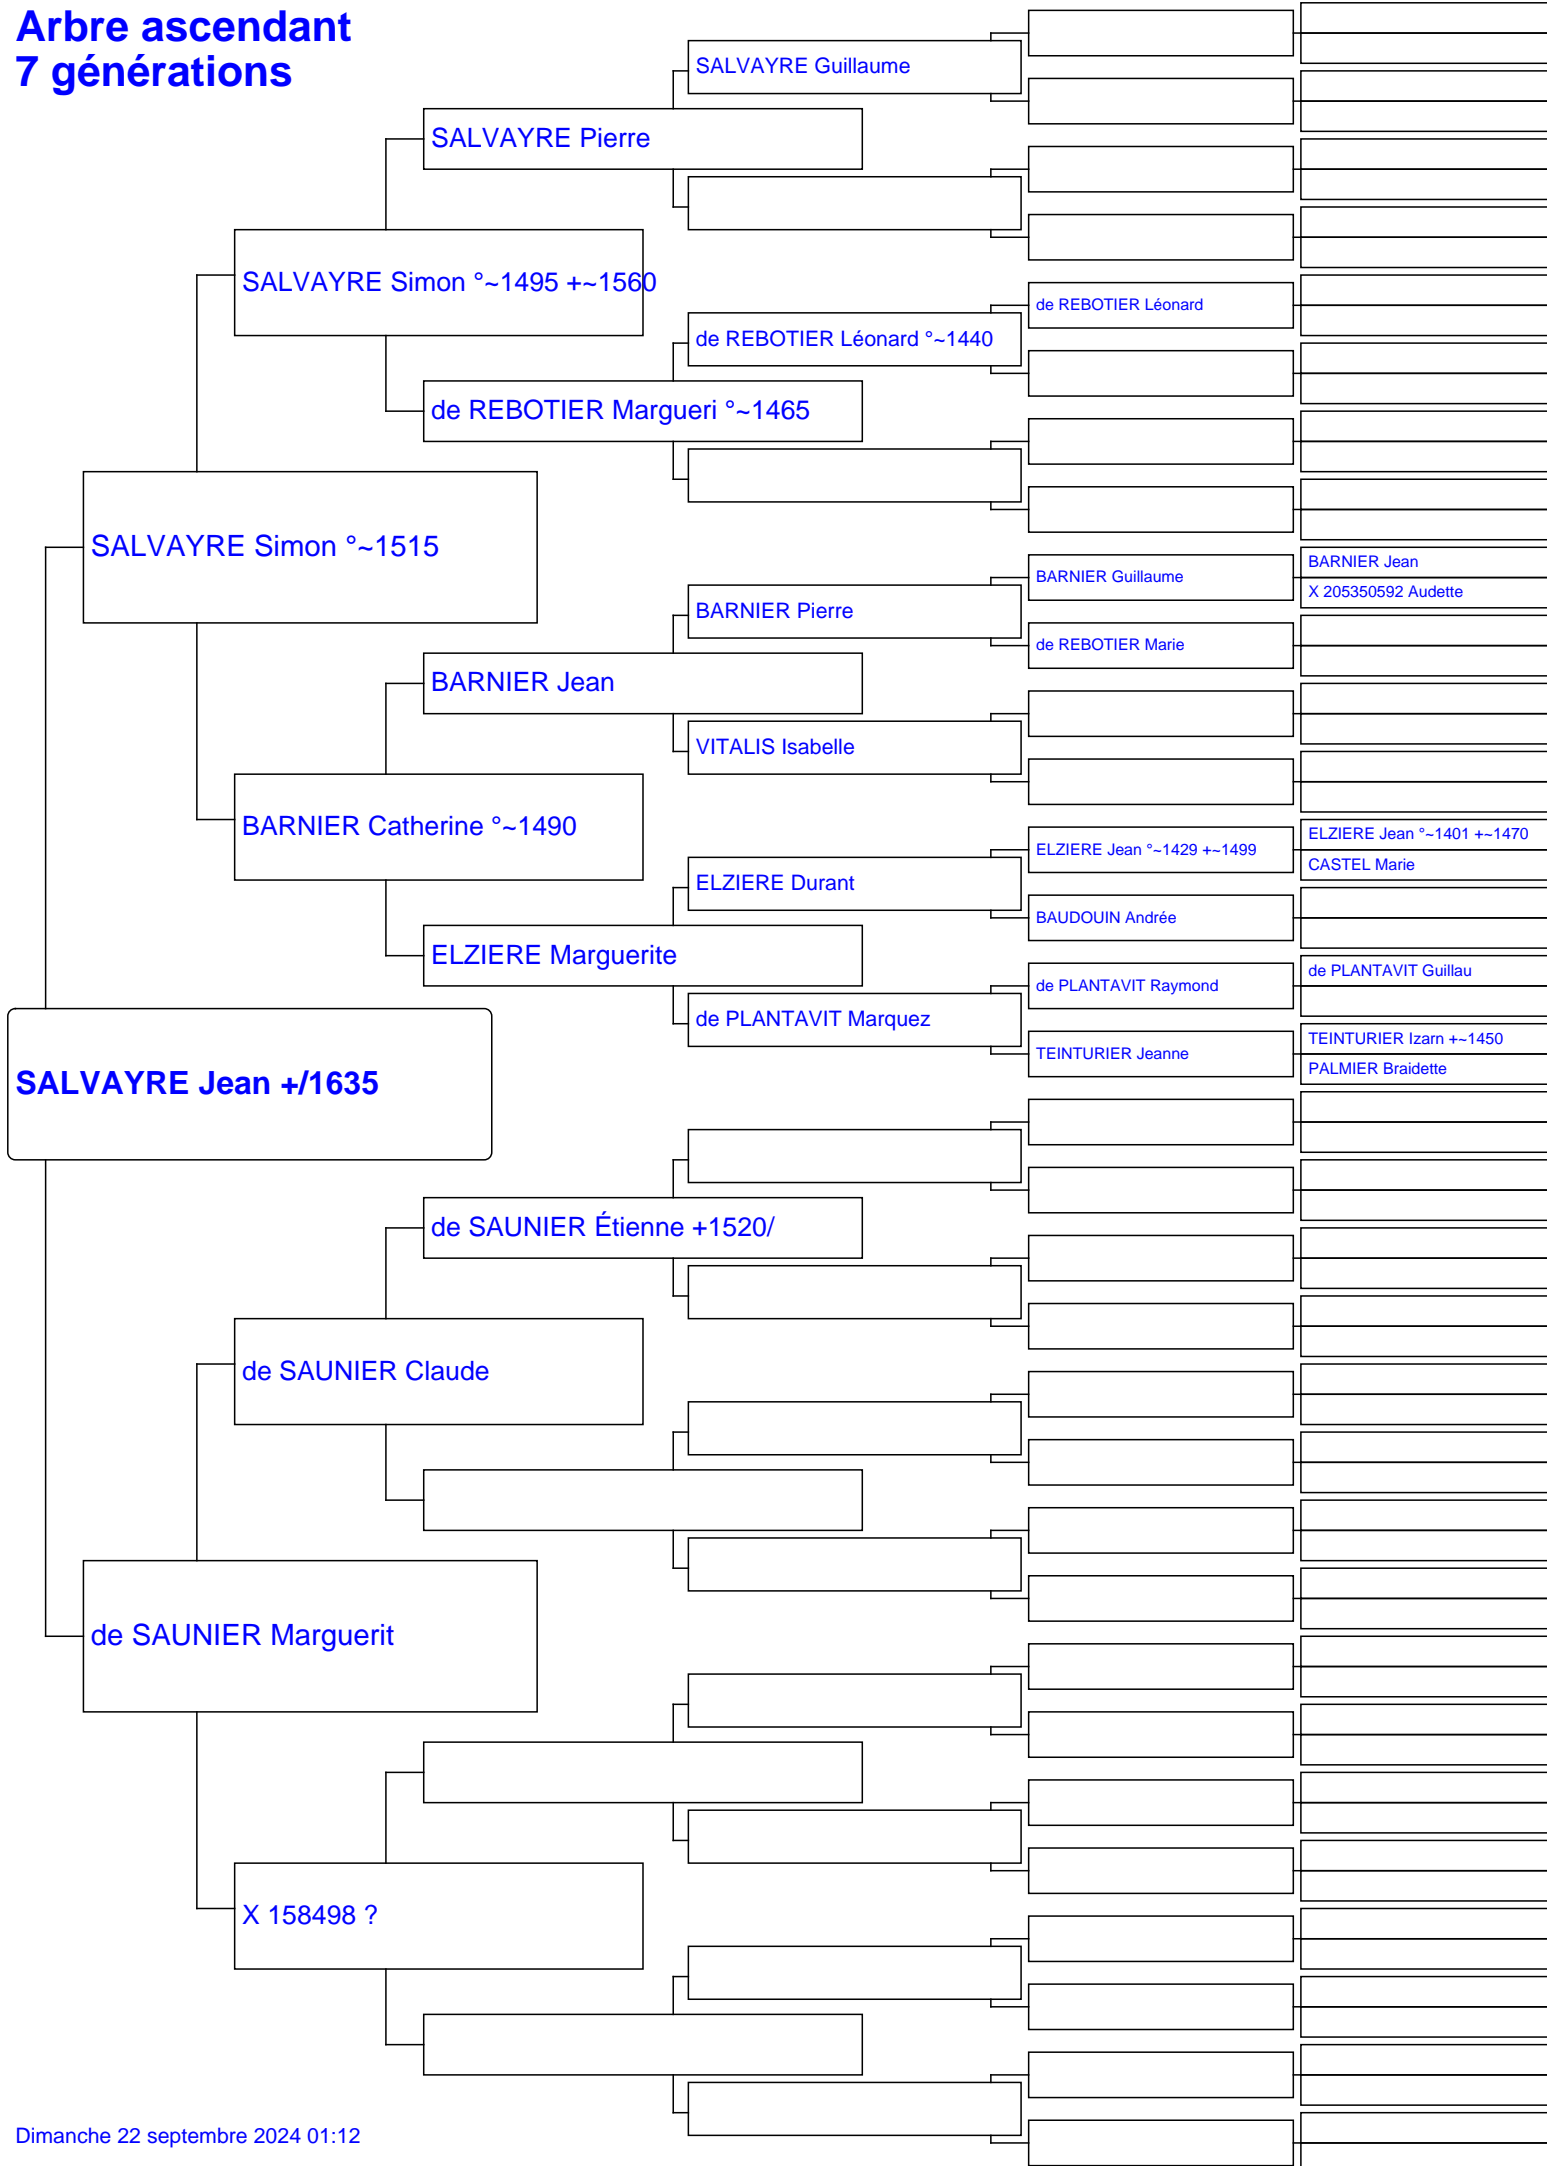 Arbre ascendant
7 générations
SALVAYRE Guillaume
SALVAYRE Pierre
SALVAYRE Simon °~1495 +~1560
de REBOTIER Léonard
de REBOTIER Léonard °~1440
de REBOTIER Margueri °~1465
SALVAYRE Simon °~1515
BARNIER Jean
BARNIER Guillaume
X 205350592 Audette
BARNIER Pierre
de REBOTIER Marie
BARNIER Jean
VITALIS Isabelle
BARNIER Catherine °~1490
ELZIERE Jean °~1401 +~1470
ELZIERE Jean °~1429 +~1499
CASTEL Marie
ELZIERE Durant
BAUDOUIN Andrée
ELZIERE Marguerite
de PLANTAVIT Guillau
de PLANTAVIT Raymond
de PLANTAVIT Marquez
TEINTURIER Izarn +~1450
TEINTURIER Jeanne
PALMIER Braidette
SALVAYRE Jean +/1635
de SAUNIER Étienne +1520/
de SAUNIER Claude
de SAUNIER Marguerit
X 158498 ?
Dimanche 22 septembre 2024 01:12